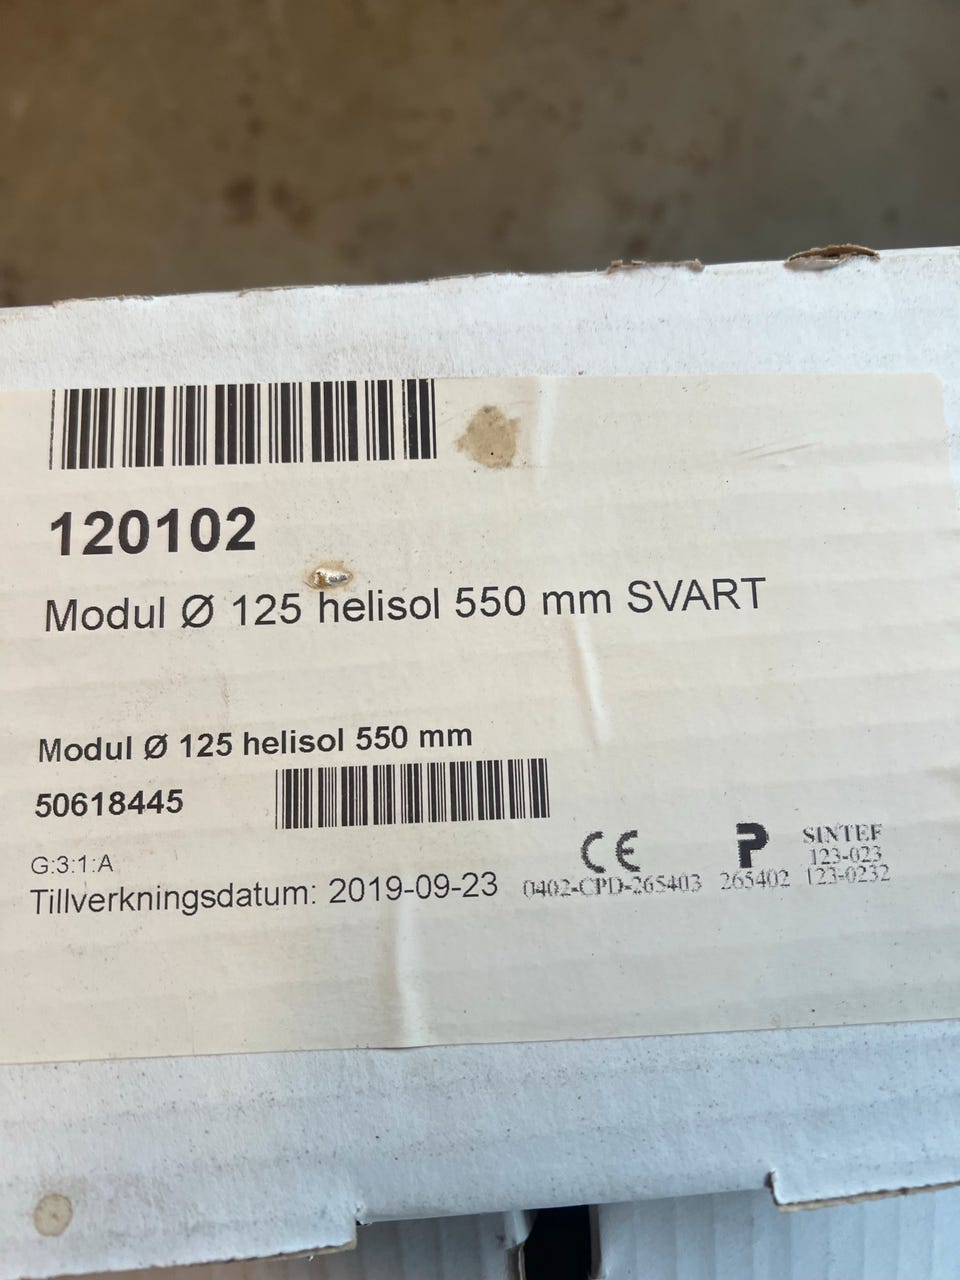 120102
Modul Ø 125 helisol 550 mm SVART
Modul Ø 125 helisol 550 mm
50618445
G:3:1:A
Tillverkningsdatum: 2019-09-23
CE
0402-CPD-265403
P
265402
SINTEF
123-023
123-0232